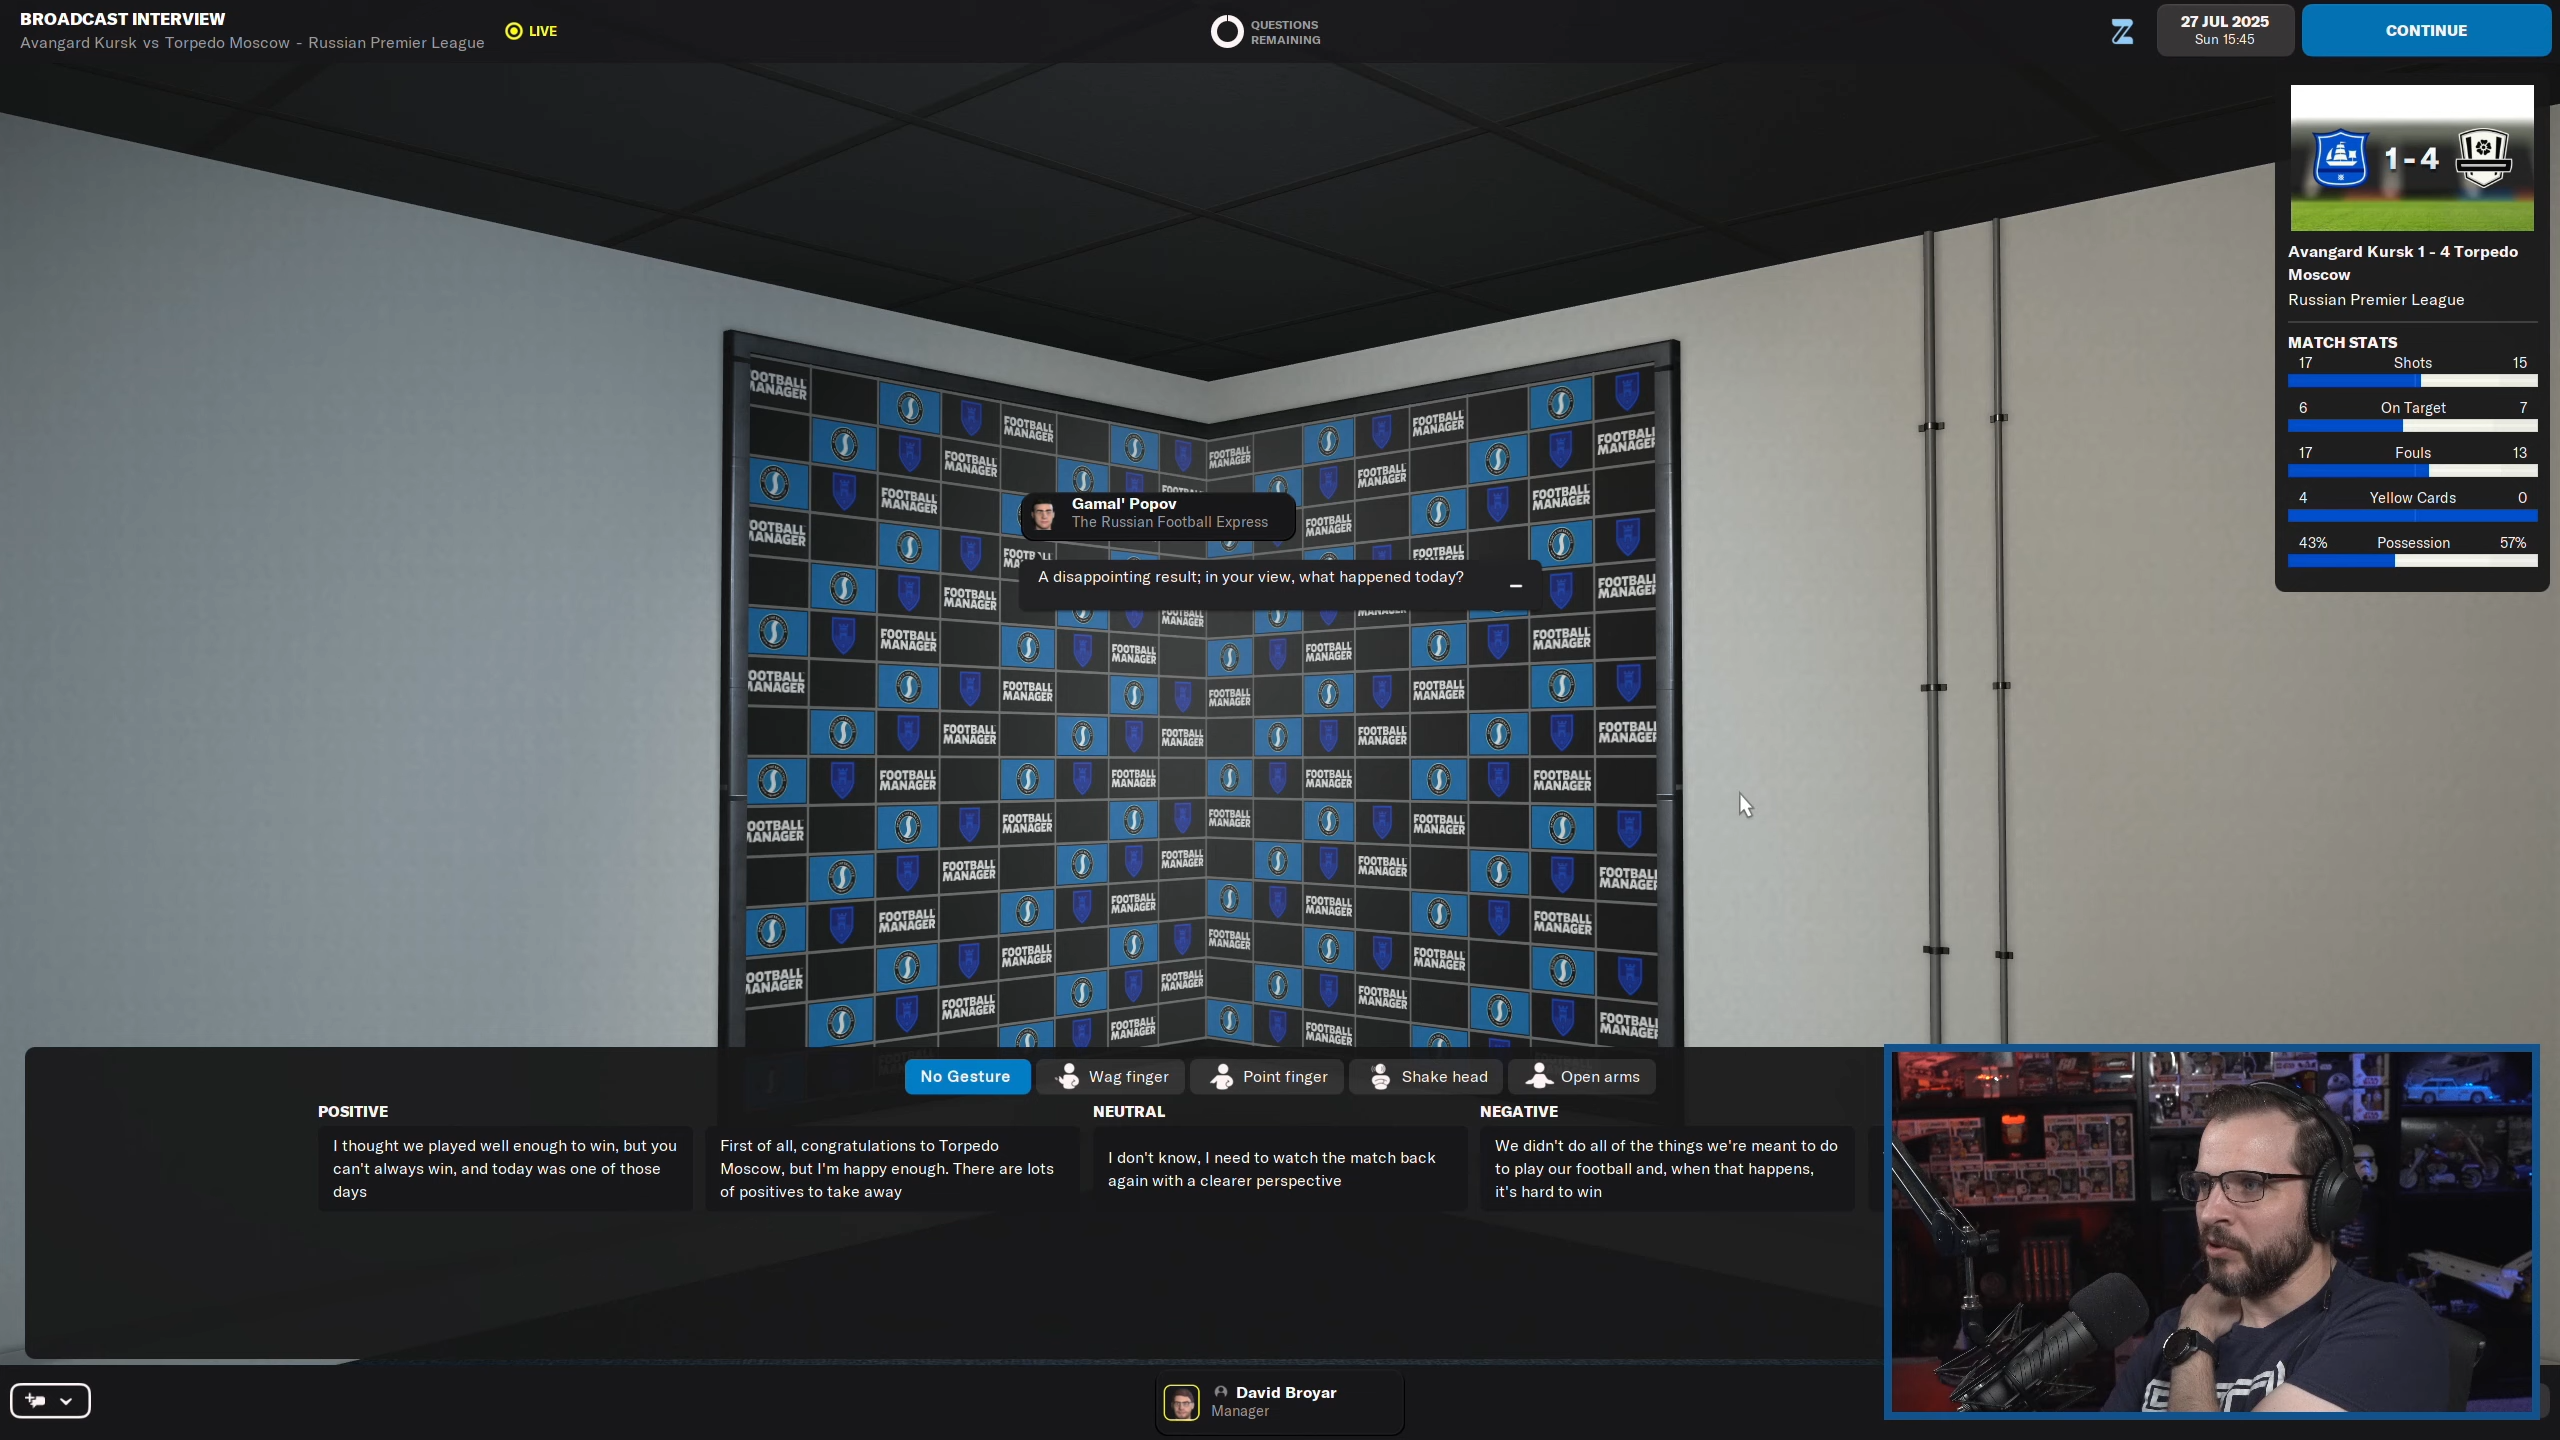 BROADCAST INTERVIEW
Avangard Kursk vs Torpedo Moscow - Russian Premier League
LIVE
QUESTIONS
REMAINING
27 JUL 2025
Sun 15:45
CONTINUE
1-4
Avangard Kursk 1 - 4 Torpedo
Moscow
Russian Premier League
MATCH STATS
17 Shots 15
6 On Target 7
17 Fouls 13
4 Yellow Cards 0
43% Possession 57%
FOOTBALL
MANAGER
Gamal' Popov
The Russian Football Express
A disappointing result; in your view, what happened today?
No Gesture
Wag finger
Point finger
Shake head
Open arms
POSITIVE
I thought we played well enough to win, but you
can't always win, and today was one of those
days
First of all, congratulations to Torpedo
Moscow, but I'm happy enough. There are lots
of positives to take away
NEUTRAL
I don't know, I need to watch the match back
again with a clearer perspective
NEGATIVE
We didn't do all of the things we're meant to do
to play our football and, when that happens,
it's hard to win
David Broyar
Manager